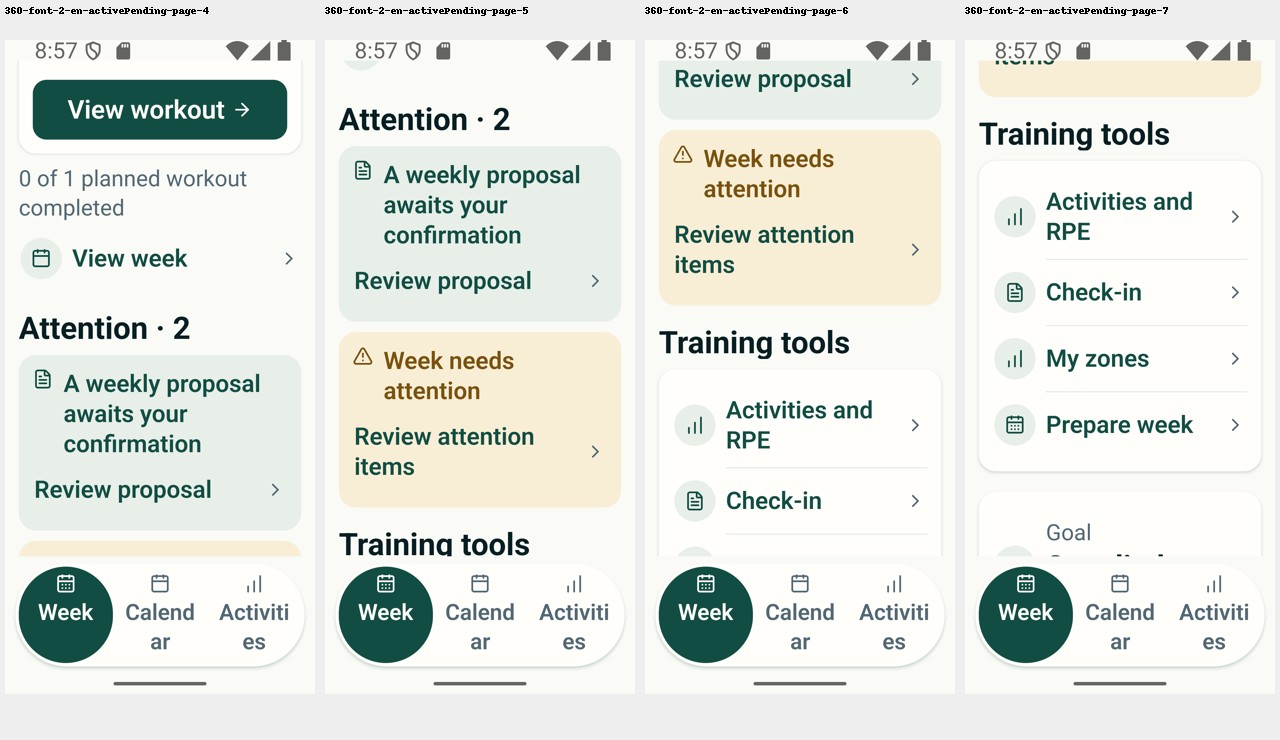 360-font-2-en-activePending-page-4
8:57
View workout →
0 of 1 planned workout
completed
View week
Attention · 2
A weekly proposal
awaits your
confirmation
Review proposal
Week
Calend
ar
Activiti
es
360-font-2-en-activePending-page-5
8:57
Attention · 2
A weekly proposal
awaits your
confirmation
Review proposal
Week needs
attention
Review attention
items
Training tools
Week
Calend
ar
Activiti
es
360-font-2-en-activePending-page-6
8:57
Review proposal
Week needs
attention
Review attention
items
Training tools
Activities and
RPE
Check-in
Week
Calend
ar
Activiti
es
360-font-2-en-activePending-page-7
8:57
items
Training tools
Activities and
RPE
Check-in
My zones
Prepare week
Goal
Week
Calend
ar
Activiti
es